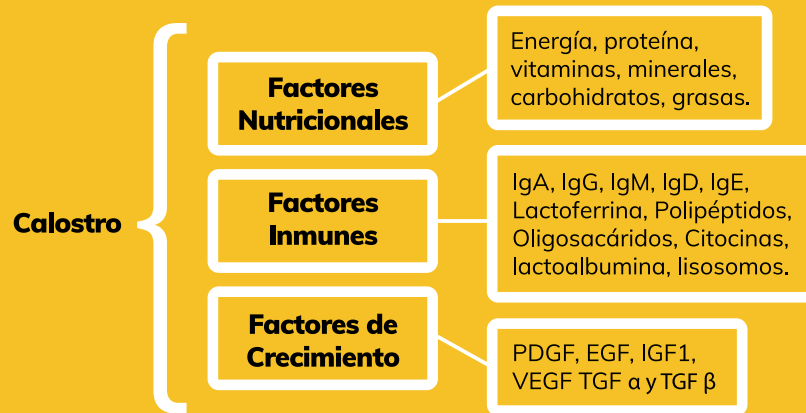 Calostro
Factores
Nutricionales
Energía, proteína,
vitaminas, minerales,
carbohidratos, grasas.
Factores
Inmunes
IgA, IgG, IgM, IgD, IgE,
Lactoferrina, Polipéptidos,
Oligosacáridos, Citocinas,
lactoalbumina, lisosomos.
Factores de
Crecimiento
PDGF, EGF, IGF1,
VEGF TGF α y TGF β